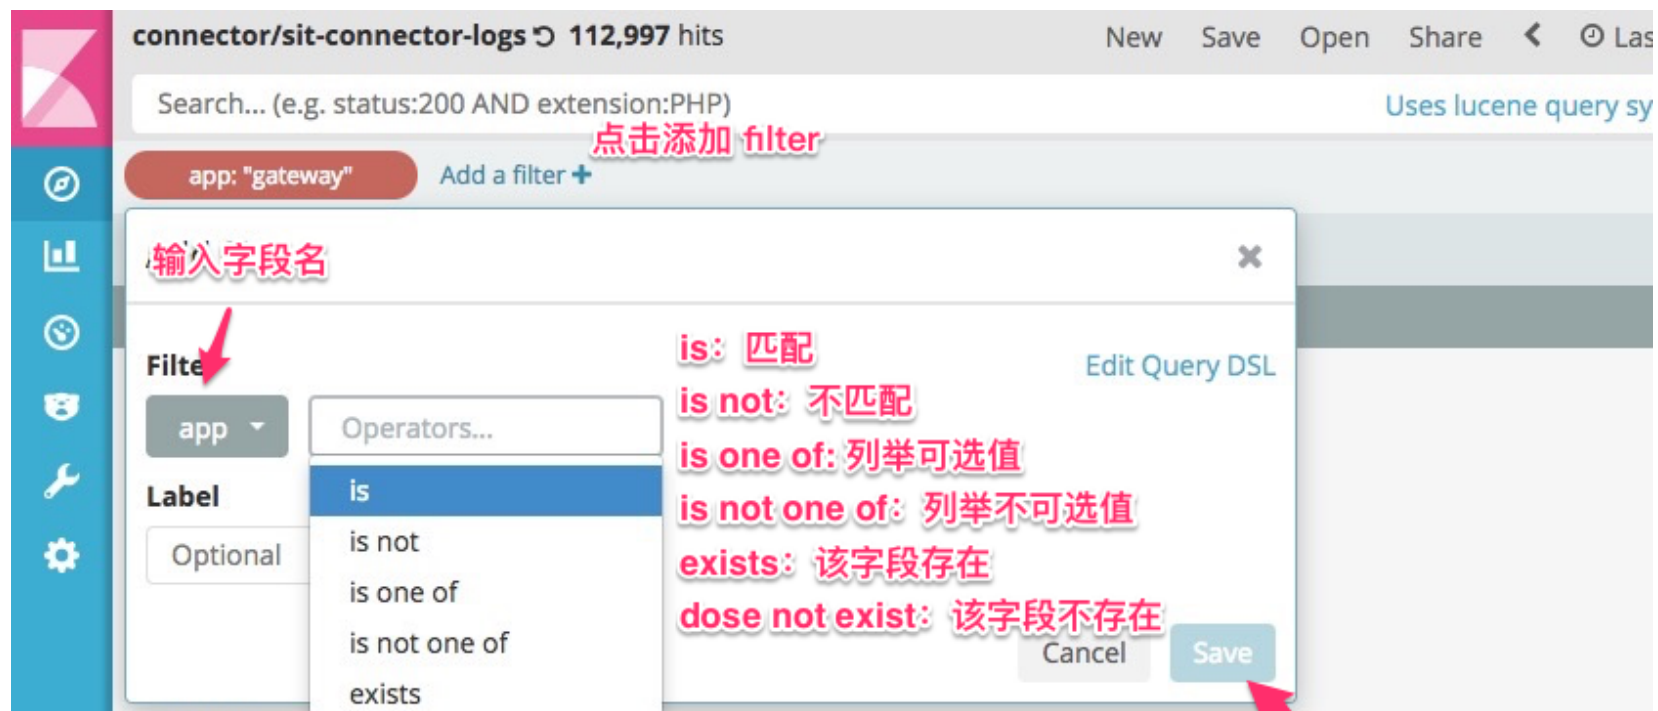 connector/sit-connector-logs 112,997 hits
New Save Open Share Las
Search... (e.g. status:200 AND extension:PHP)
Uses lucene query sy
点击添加 filter
app: "gateway"
Add a filter +
输入字段名
Filte
Edit Query DSL
app
Operators...
is
is not
is one of
is not one of
exists
Label
Optional
is：匹配
is not：不匹配
is one of: 列举可选值
is not one of：列举不可选值
exists：该字段存在
dose not exist：该字段不存在
Cancel
Save